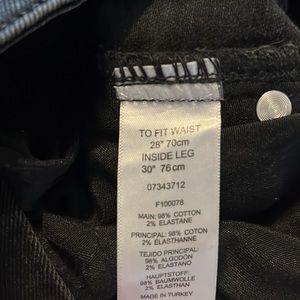 TO FIT WAIST
28" 70cm
INSIDE LEG
30" 76cm
07343712
F100078
MAIN: 98% COTTON
2% ELASTANE
PRINCIPAL: 98% COTON
2% ÉLASTHANNE
TEJIDO PRINCIPAL:
98% ALGODÓN
2% ELASTANO
HAUPTSTOFF:
98% BAUMWOLLE
2% ELASTHAN
MADE IN TURKEY